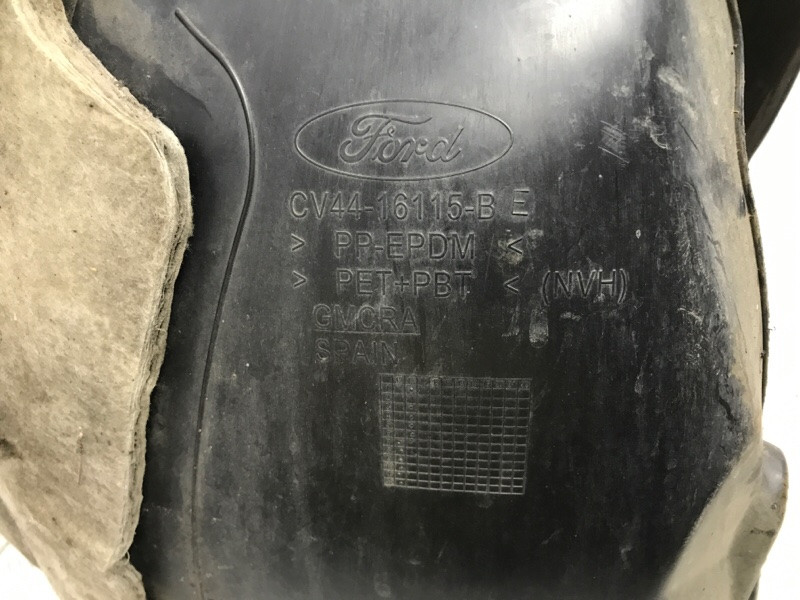 Ford
CV44-16115-B E
> PP-EPDM <
> PET+PBT < (NVH)
GMCRA
SPAIN